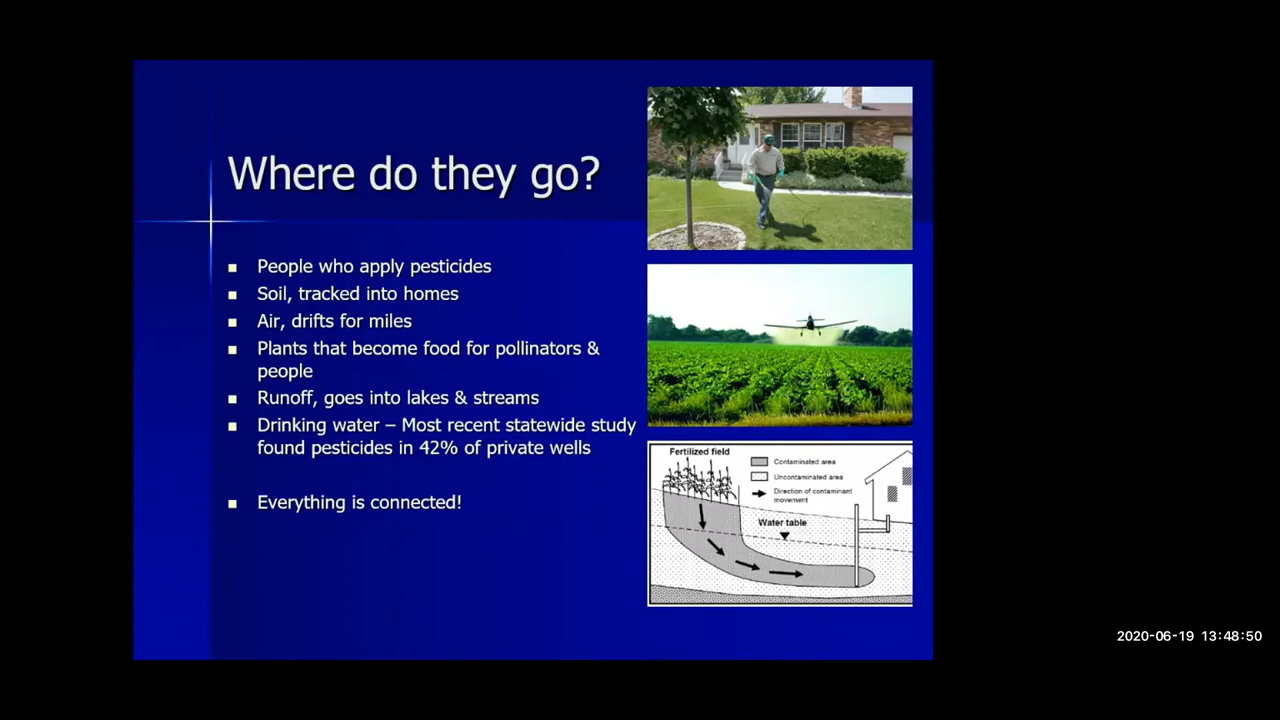 Where do they go?
People who apply pesticides
Soil, tracked into homes
Air, drifts for miles
Plants that become food for pollinators &
people
Runoff, goes into lakes & streams
Drinking water – Most recent statewide study
found pesticides in 42% of private wells
Everything is connected!
Fertilized field
Contaminated area
Uncontaminated area
Direction of contaminant
movement
Water table
2020-06-19 13:48:50